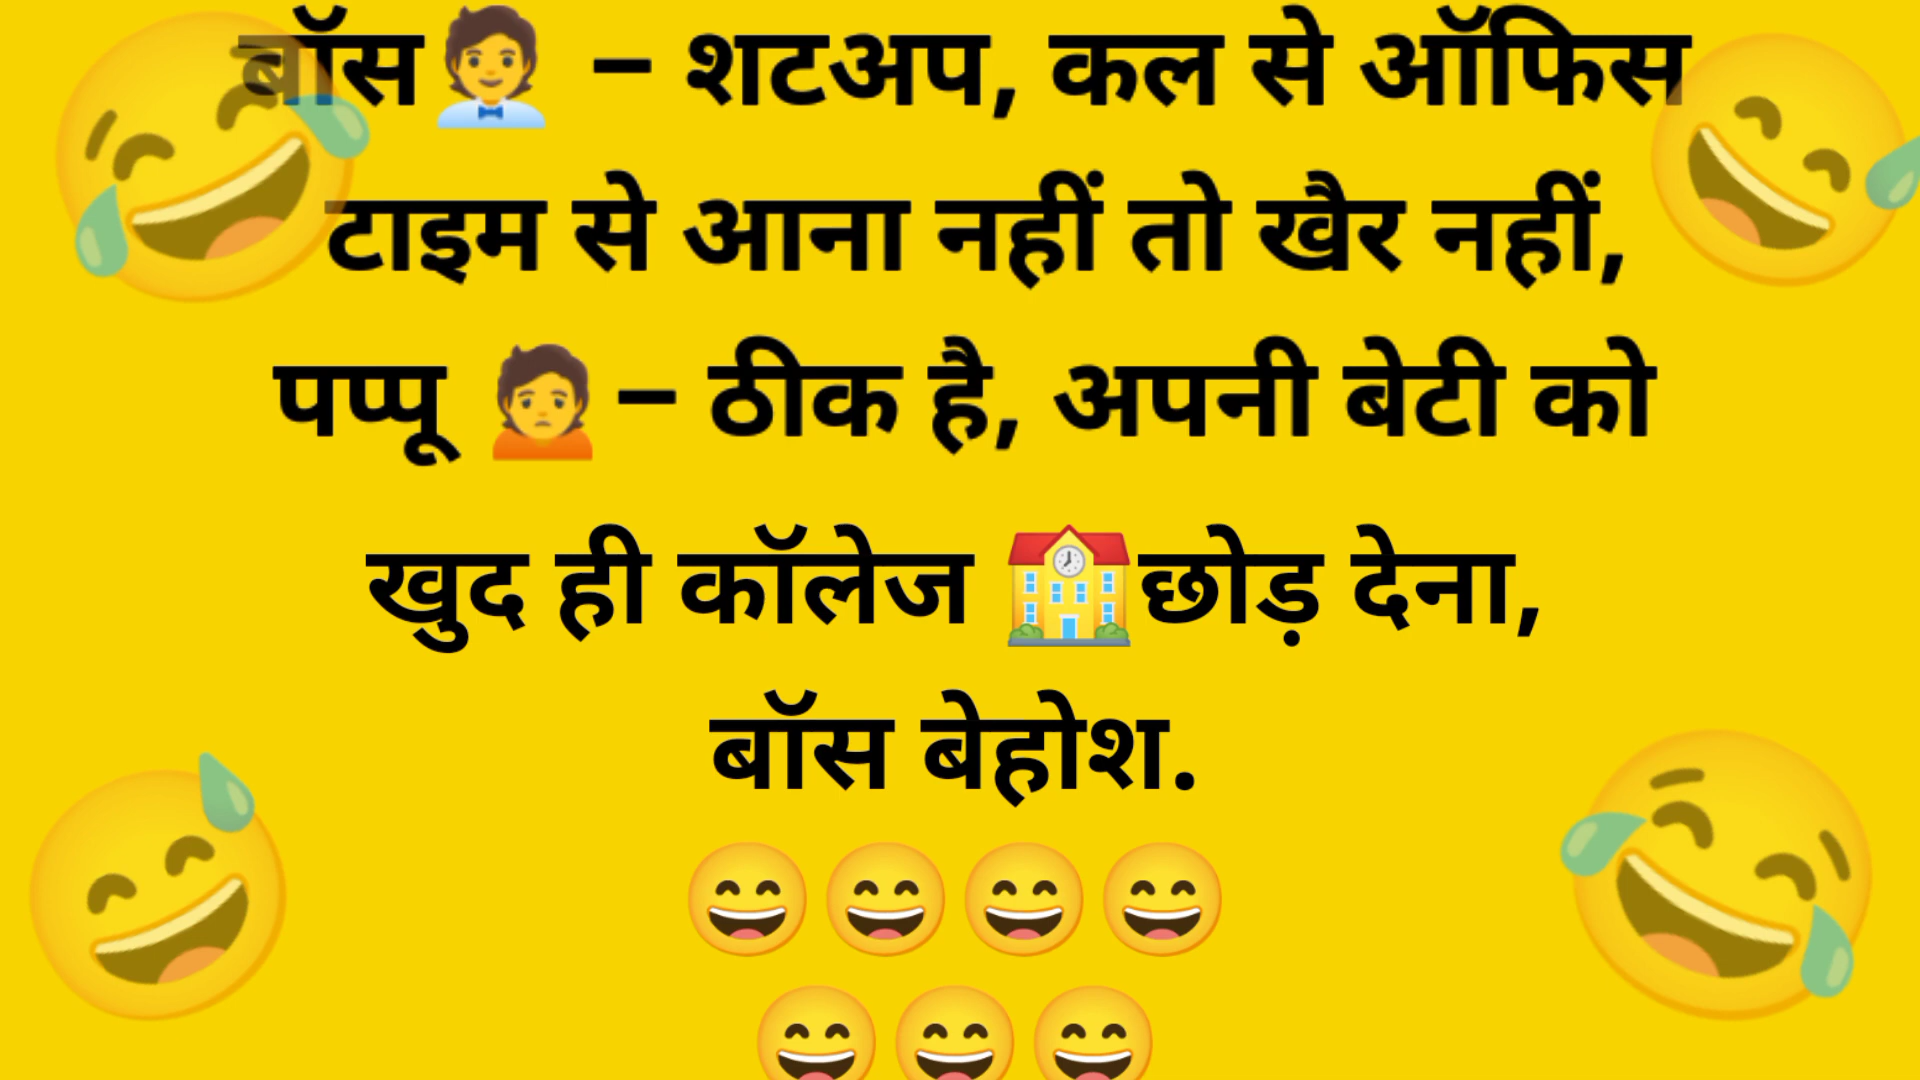 बॉस🧑‍💼 – शटअप, कल से ऑफिस
टाइम से आना नहीं तो खैर नहीं,
पप्पू 🙍 – ठीक है, अपनी बेटी को
खुद ही कॉलेज 🏫छोड़ देना,
बॉस बेहोश.
😄😄😄😄
😄😄😄